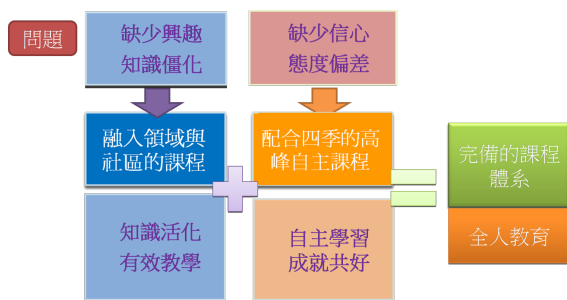 問題
缺少興趣
知識僵化
缺少信心
態度偏差
融入領域與
社區的課程
配合四季的高
峰自主課程
完備的課程
體系
知識活化
有效教學
自主學習
成就共好
全人教育